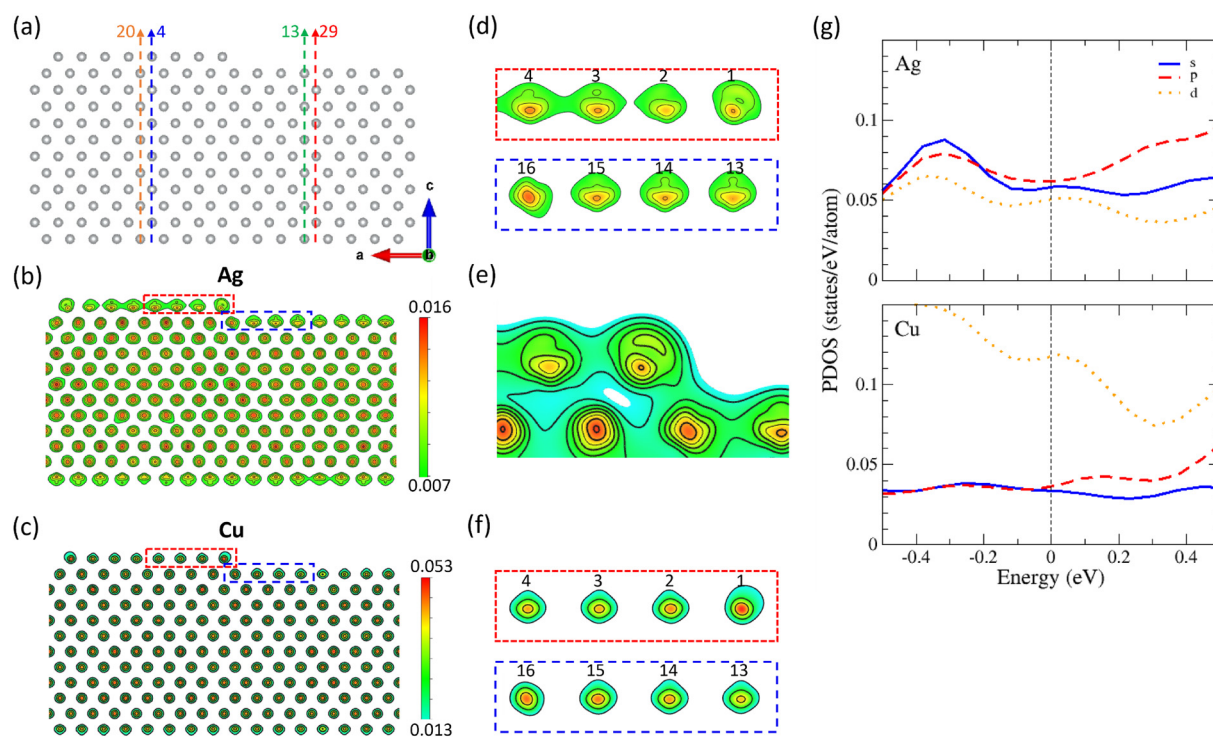 (a)
20
4
13
29
c
a
b
(b)
Ag
0.016
0.007
(c)
Cu
0.053
0.013
(d)
4 3 2 1
16 15 14 13
(e)
(f)
4 3 2 1
16 15 14 13
(g)
Ag
s
p
d
0.1
0.05
0
PDOS (states/eV/atom)
Cu
0.1
0.05
0
-0.4 -0.2 0 0.2 0.4
Energy (eV)